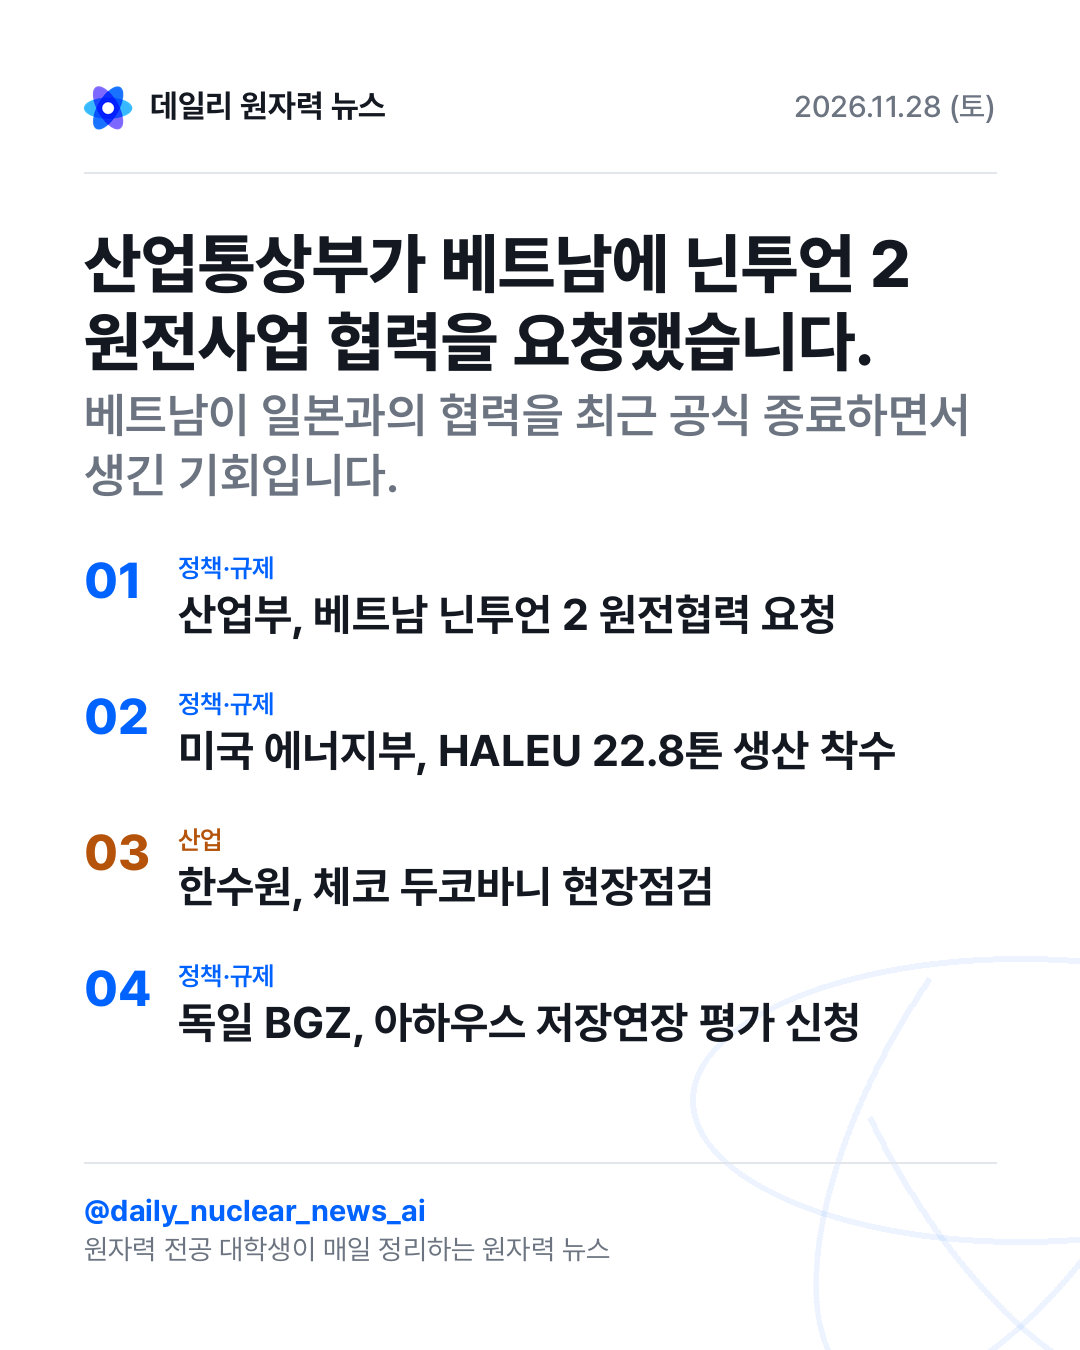 데일리 원자력 뉴스
2026.11.28 (토)
산업통상부가 베트남에 닌투언 2
원전사업 협력을 요청했습니다.
베트남이 일본과의 협력을 최근 공식 종료하면서
생긴 기회입니다.
01
정책·규제
산업부, 베트남 닌투언 2 원전협력 요청
02
정책·규제
미국 에너지부, HALEU 22.8톤 생산 착수
03
산업
한수원, 체코 두코바니 현장점검
04
정책·규제
독일 BGZ, 아하우스 저장연장 평가 신청
@daily_nuclear_news_ai
원자력 전공 대학생이 매일 정리하는 원자력 뉴스